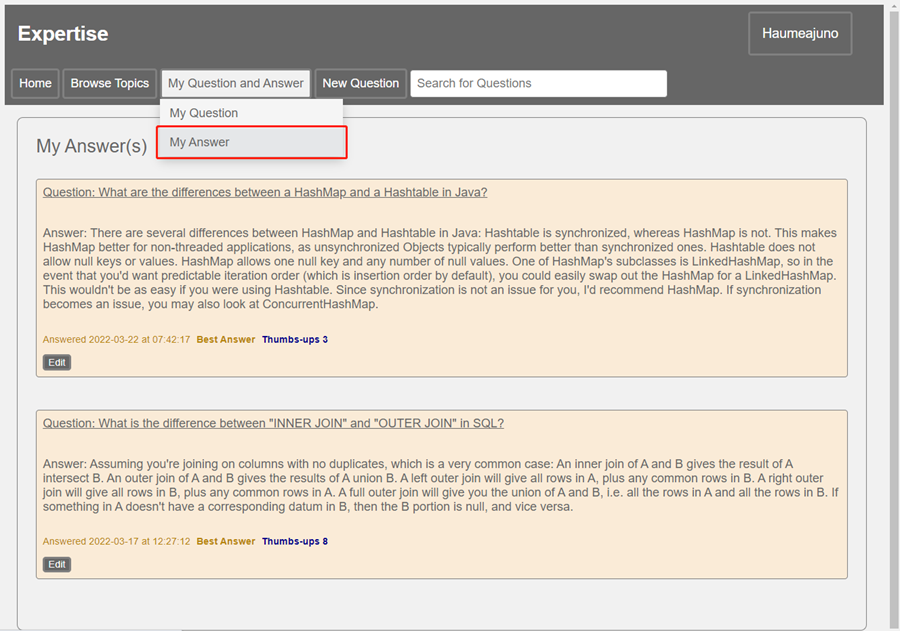 Expertise
Haumeajuno
Home
Browse Topics
My Question and Answer
New Question
Search for Questions
My Question
My Answer
My Answer(s)
Question: What are the differences between a HashMap and a Hashtable in Java?
Answer: There are several differences between HashMap and Hashtable in Java: Hashtable is synchronized, whereas HashMap is not. This makes
HashMap better for non-threaded applications, as unsynchronized Objects typically perform better than synchronized ones. Hashtable does not
allow null keys or values. HashMap allows one null key and any number of null values. One of HashMap's subclasses is LinkedHashMap, so in the
event that you'd want predictable iteration order (which is insertion order by default), you could easily swap out the HashMap for a LinkedHashMap.
This wouldn't be as easy if you were using Hashtable. Since synchronization is not an issue for you, I'd recommend HashMap. If synchronization
becomes an issue, you may also look at ConcurrentHashMap.
Answered 2022-03-22 at 07:42:17 Best Answer Thumbs-ups 3
Edit
Question: What is the difference between "INNER JOIN" and "OUTER JOIN" in SQL?
Answer: Assuming you're joining on columns with no duplicates, which is a very common case: An inner join of A and B gives the result of A
intersect B. An outer join of A and B gives the results of A union B. A left outer join will give all rows in A, plus any common rows in B. A right outer
join will give all rows in B, plus any common rows in A. A full outer join will give you the union of A and B, i.e. all the rows in A and all the rows in B. If
something in A doesn't have a corresponding datum in B, then the B portion is null, and vice versa.
Answered 2022-03-17 at 12:27:12 Best Answer Thumbs-ups 8
Edit